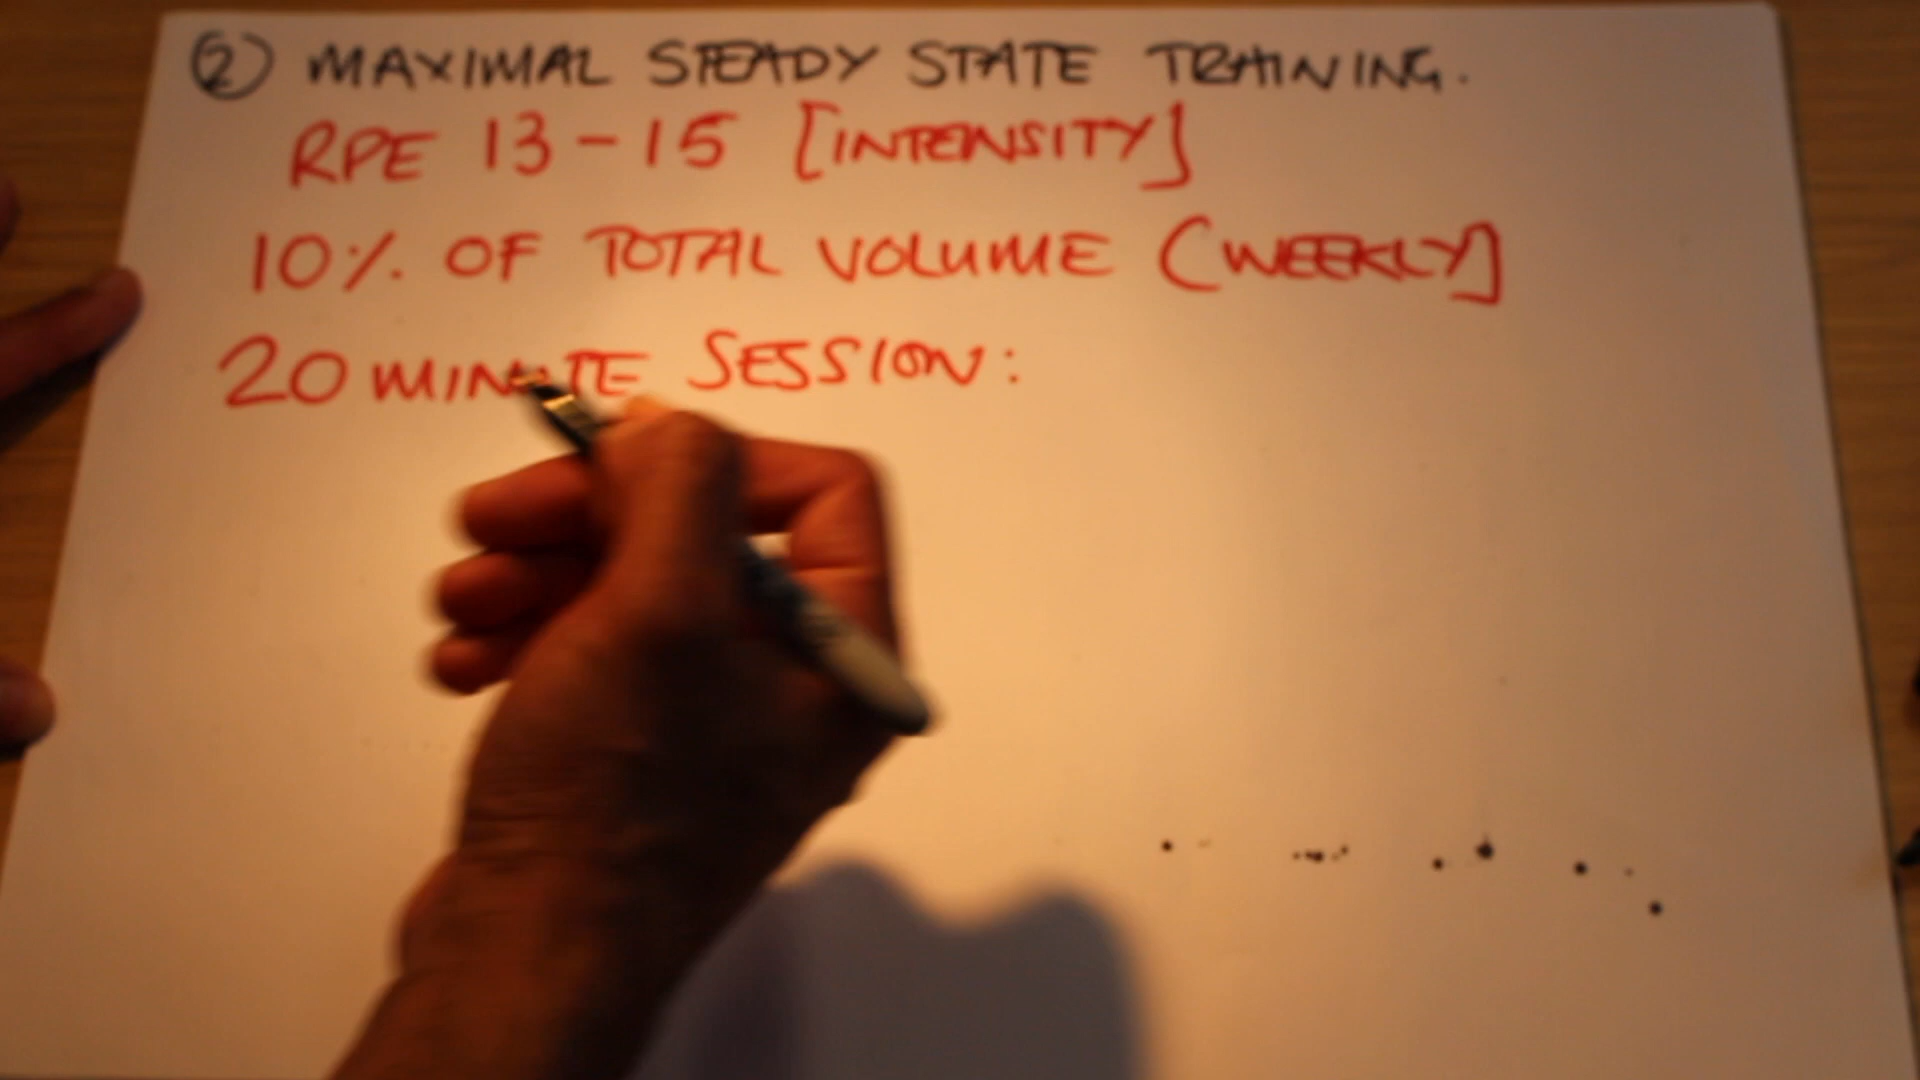 ② MAXIMAL STEADY STATE TRAINING.
RPE 13-15 [INTENSITY]
10% OF TOTAL VOLUME (WEEKLY]
20 MINUTE SESSION: